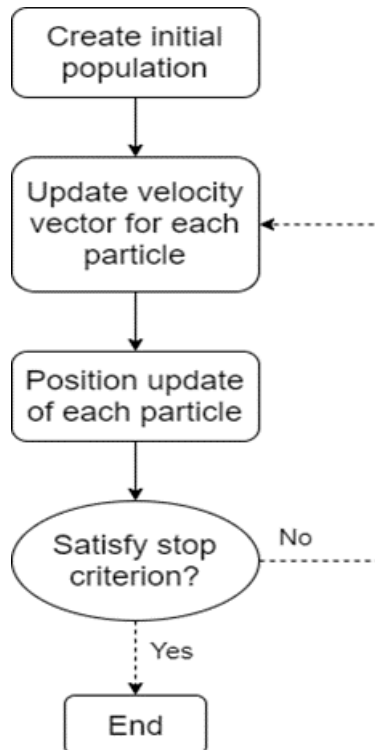 Create initial
population
Update velocity
vector for each
particle
Position update
of each particle
Satisfy stop
criterion?
No
Yes
End